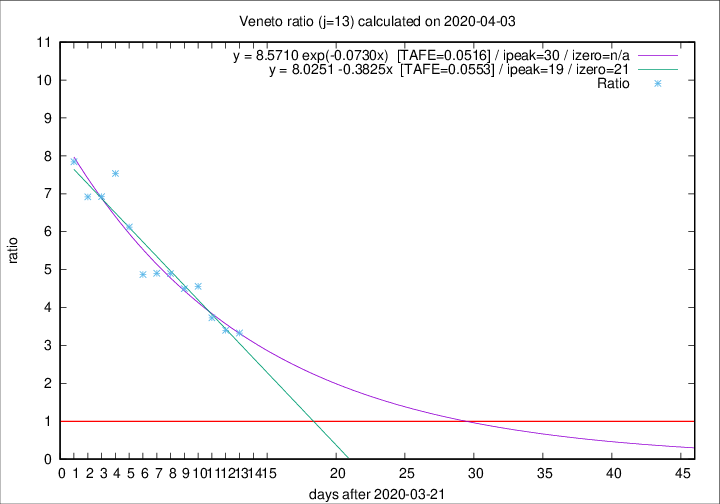 Veneto ratio (j=13) calculated on 2020-04-03
y = 8.5710 exp(-0.0730x) [TAFE=0.0516] / ipeak=30 / izero=n/a
y = 8.0251 -0.3825x [TAFE=0.0553] / ipeak=19 / izero=21
Ratio
11
10
9
8
7
6
5
4
3
2
1
0
ratio
0 1 2 3 4 5 6 7 8 9 10 11 12 13 14 15 20 25 30 35 40 45
days after 2020-03-21